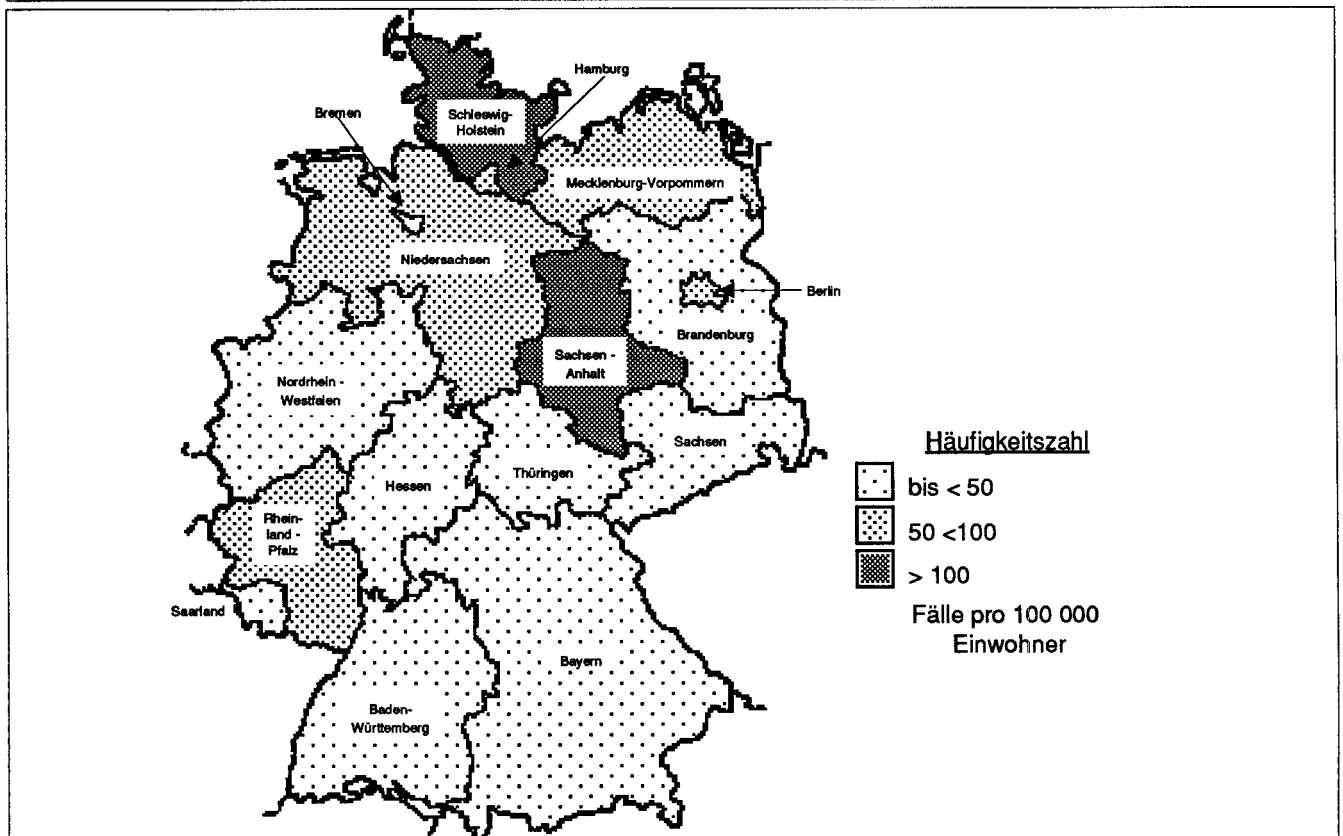 Hamburg
Bremen
Schleswig-
Holstein
Mecklenburg-Vorpommern
Niedersachsen
Berlin
Brandenburg
Sachsen -
Anhalt
Nordrhein -
Westfalen
Sachsen
Thüringen
Hessen
Rhein-
land -
Pfalz
Saarland
Bayern
Baden-
Württemberg
Häufigkeitszahl
bis < 50
50 <100
> 100
Fälle pro 100 000
Einwohner